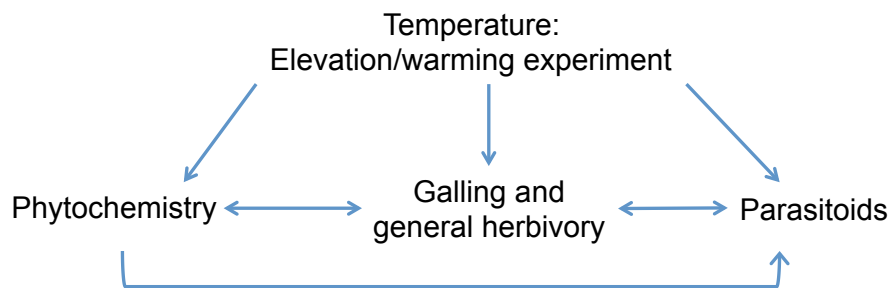 Temperature:
Elevation/warming experiment
Phytochemistry
Galling and
general herbivory
Parasitoids